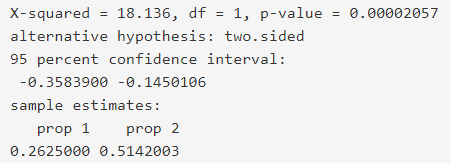 X-squared = 18.136, df = 1, p-value = 0.00002057
alternative hypothesis: two.sided
95 percent confidence interval:
 -0.3583900 -0.1450106
sample estimates:
   prop 1    prop 2
0.2625000 0.5142003